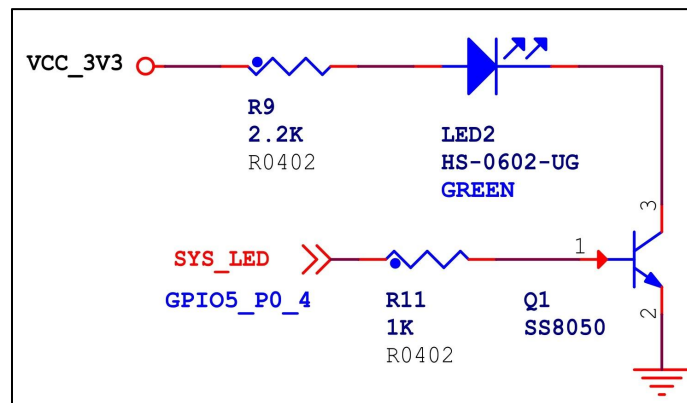 VCC_3V3
R9
2.2K
R0402
LED2
HS-0602-UG
GREEN
3
SYS_LED
GPIO5_P0_4
R11
1K
R0402
1
Q1
SS8050
2